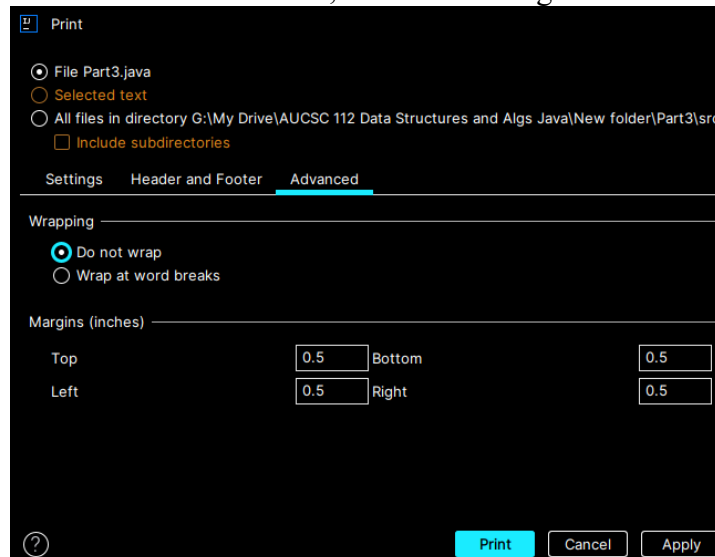 Print
File Part3.java
Selected text
All files in directory G:\My Drive\AUCSC 112 Data Structures and Algs Java\New folder\Part3\src
Include subdirectories
Settings Header and Footer Advanced
Wrapping
Do not wrap
Wrap at word breaks
Margins (inches)
Top 0.5 Bottom 0.5
Left 0.5 Right 0.5
? Print Cancel Apply